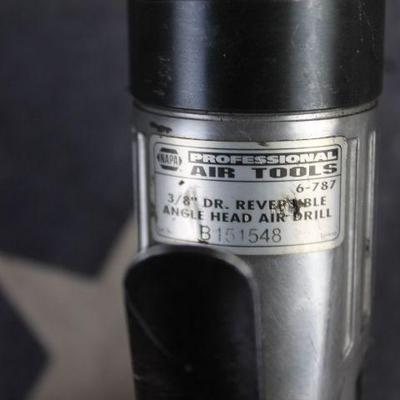 NAPA
PROFESSIONAL
AIR TOOLS
6-787
3/8" DR. REVERSIBLE
ANGLE HEAD AIR DRILL
B151548